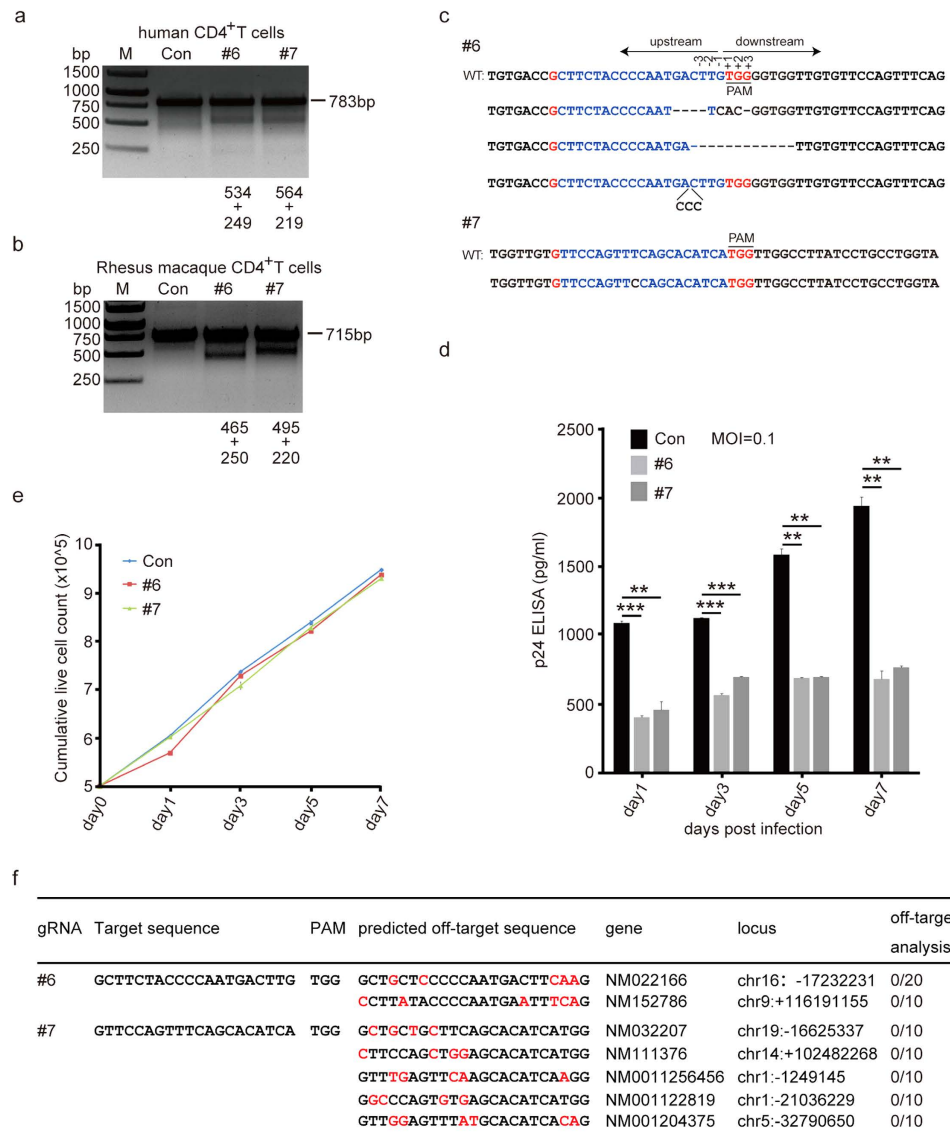 a
human CD4+T cells
bp M Con #6 #7
1500
1000
750
500
250
783bp
534 564
+ +
249 219
b
Rhesus macaque CD4+T cells
bp M Con #6 #7
1500
1000
750
500
250
715bp
465 495
+ +
250 220
c
upstream downstream
#6
-3 -2 -1 +1 +2 +3
WT: TGTGACCGCTTCTACCCCAATGACTTGTGGGGTGGTTGTGTTCCAGTTTCAG
PAM
TGTGACCGCTTCTACCCCAAT----TCAC-GGTGGTTGTGTTCCAGTTTCAG
TGTGACCGCTTCTACCCCAATGA-----------TTGTGTTCCAGTTTCAG
TGTGACCGCTTCTACCCCAATGACTTGTGGGGTGGTTGTGTTCCAGTTTCAG
CCC
#7
PAM
WT: TGGTTGTGTTCCAGTTTCAGCACATCATGGTTGGCCTTATCCTGCCTGGTA
TGGTTGTGTTCCAGTTCCAGCACATCATGGTTGGCCTTATCCTGCCTGGTA
d
p24 ELISA (pg/ml)
2500
2000
1500
1000
500
0
Con MOI=0.1
#6
#7
** ***
*** ***
** **
** **
day1 day3 day5 day7
days post infection
e
Cumulative live cell count (x10^5)
10
9
8
7
6
5
Con
#6
#7
day0 day1 day3 day5 day7
f
gRNA Target sequence PAM predicted off-target sequence gene locus off-targe analysis
#6 GCTTCTACCCCAATGACTTG TGG GCTGCTCCCCCAATGACTTCAAG NM022166 chr16: -17232231 0/20
CCTTATACCCCAATGAATTTCAG NM152786 chr9:+116191155 0/10
#7 GTTCCAGTTTCAGCACATCA TGG GCTGCTGCTTCAGCACATCATGG NM032207 chr19:-16625337 0/10
CTTCCAGCTGGAGCACATCATGG NM111376 chr14:+102482268 0/10
GTTTGAGTTCAAGCACATCAAGG NM0011256456 chr1:-1249145 0/10
GGCCCAGTGTGAGCACATCATGG NM001122819 chr1:-21036229 0/10
GTTGGAGTTTATGCACATCACAG NM001204375 chr5:-32790650 0/10